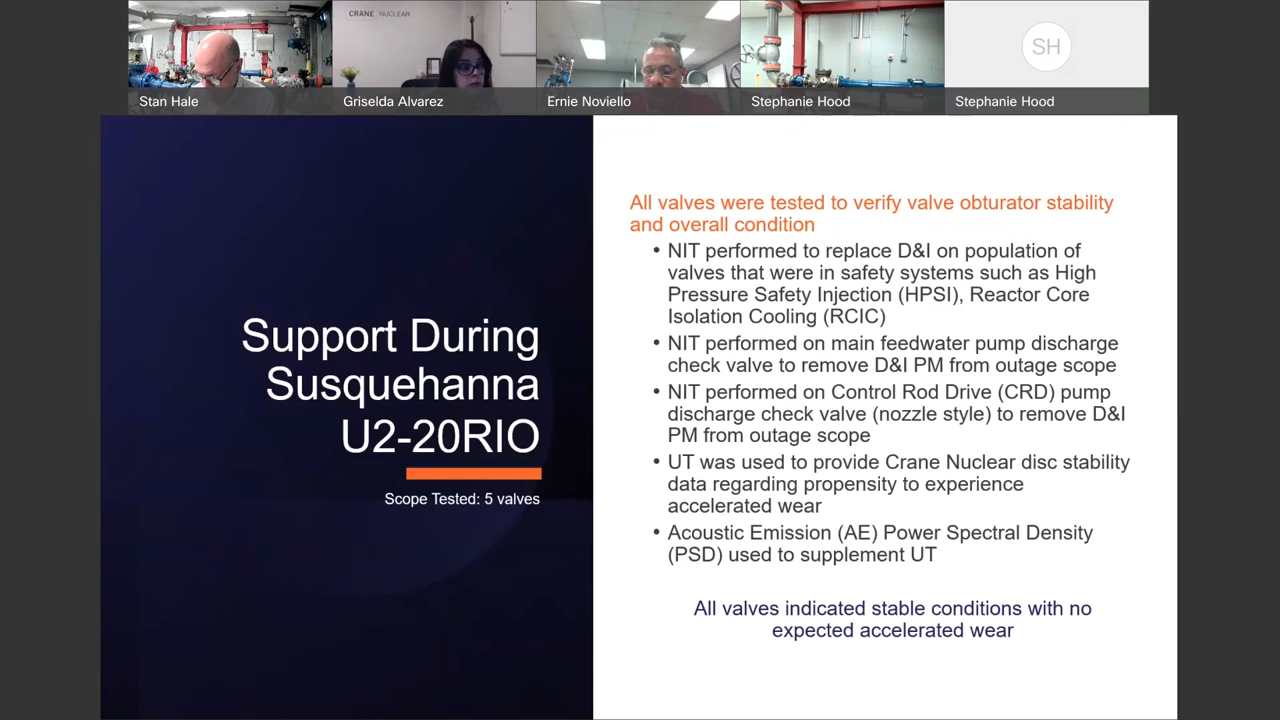 CRANE NUCLEAR
SH
Stan Hale
Griselda Alvarez
Ernie Noviello
Stephanie Hood
Stephanie Hood
Support During
Susquehanna
U2-20RIO
Scope Tested: 5 valves
All valves were tested to verify valve obturator stability
and overall condition
• NIT performed to replace D&I on population of
valves that were in safety systems such as High
Pressure Safety Injection (HPSI), Reactor Core
Isolation Cooling (RCIC)
• NIT performed on main feedwater pump discharge
check valve to remove D&I PM from outage scope
• NIT performed on Control Rod Drive (CRD) pump
discharge check valve (nozzle style) to remove D&I
PM from outage scope
• UT was used to provide Crane Nuclear disc stability
data regarding propensity to experience
accelerated wear
• Acoustic Emission (AE) Power Spectral Density
(PSD) used to supplement UT
All valves indicated stable conditions with no
expected accelerated wear